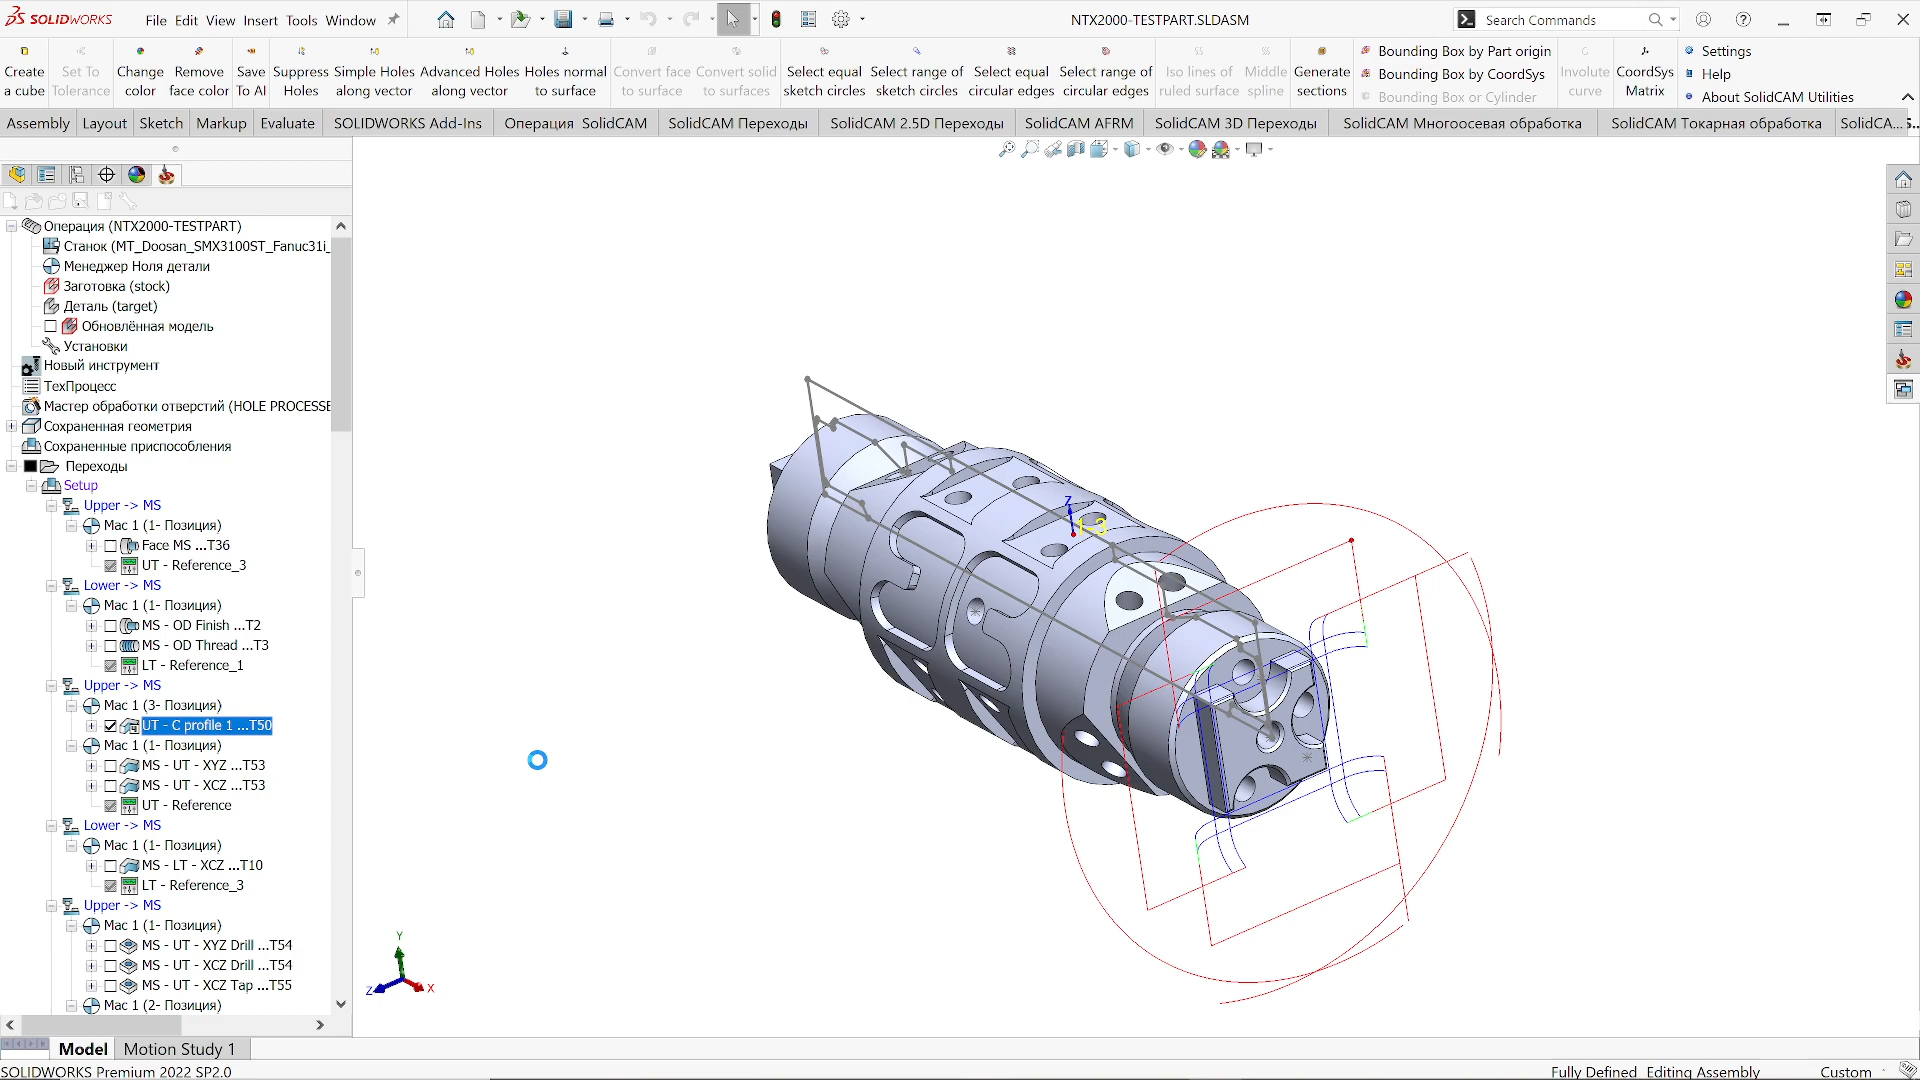 SOLIDWORKS File Edit View Insert Tools Window NTX2000-TESTPART.SLDASM Search Commands
Create a cube
Set To Tolerance
Change color
Remove face color
Save To AI
Suppress Holes
Simple Holes along vector
Advanced Holes along vector
Holes normal to surface
Convert face to surface
Convert solid to surfaces
Select equal sketch circles
Select range of sketch circles
Select equal circular edges
Select range of circular edges
Iso lines of ruled surface
Middle spline
Generate sections
Bounding Box by Part origin
Bounding Box by CoordSys
Bounding Box or Cylinder
Involute curve
CoordSys Matrix
Settings
Help
About SolidCAM Utilities
Assembly Layout Sketch Markup Evaluate SOLIDWORKS Add-Ins Операция SolidCAM SolidCAM Переходы SolidCAM 2.5D Переходы SolidCAM AFRM SolidCAM 3D Переходы SolidCAM Многоосевая обработка SolidCAM Токарная обработка SolidCA... S...
Операция (NTX2000-TESTPART)
Станок (MT_Doosan_SMX3100ST_Fanuc31i_
Менеджер Ноля детали
Заготовка (stock)
Деталь (target)
Обновлённая модель
Установки
Новый инструмент
ТехПроцесс
Мастер обработки отверстий (HOLE PROCESSE
Сохраненная геометрия
Сохраненные приспособления
Переходы
Setup
Upper -> MS
Мас 1 (1- Позиция)
Face MS ...T36
UT - Reference_3
Lower -> MS
Мас 1 (1- Позиция)
MS - OD Finish ...T2
MS - OD Thread ...T3
LT - Reference_1
Upper -> MS
Мас 1 (3- Позиция)
UT - C profile 1 ...T50
Мас 1 (1- Позиция)
MS - UT - XYZ ...T53
MS - UT - XCZ ...T53
UT - Reference
Lower -> MS
Мас 1 (1- Позиция)
MS - LT - XCZ ...T10
LT - Reference_3
Upper -> MS
Мас 1 (1- Позиция)
MS - UT - XYZ Drill ...T54
MS - UT - XCZ Drill ...T54
MS - UT - XCZ Tap ...T55
Мас 1 (2- Позиция)
Z
1-3
Y
Z X
Model Motion Study 1
SOLIDWORKS Premium 2022 SP2.0 Fully Defined Editing Assembly Custom